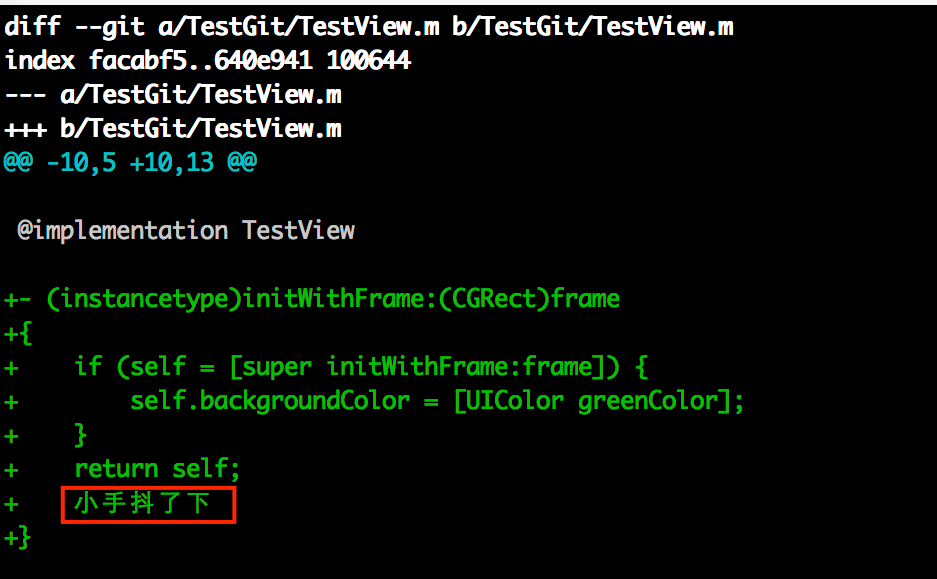 diff --git a/TestGit/TestView.m b/TestGit/TestView.m
index facabf5..640e941 100644
--- a/TestGit/TestView.m
+++ b/TestGit/TestView.m
@@ -10,5 +10,13 @@
 @implementation TestView
+- (instancetype)initWithFrame:(CGRect)frame
+{
+    if (self = [super initWithFrame:frame]) {
+        self.backgroundColor = [UIColor greenColor];
+    }
+    return self;
+    小手抖了下
+}